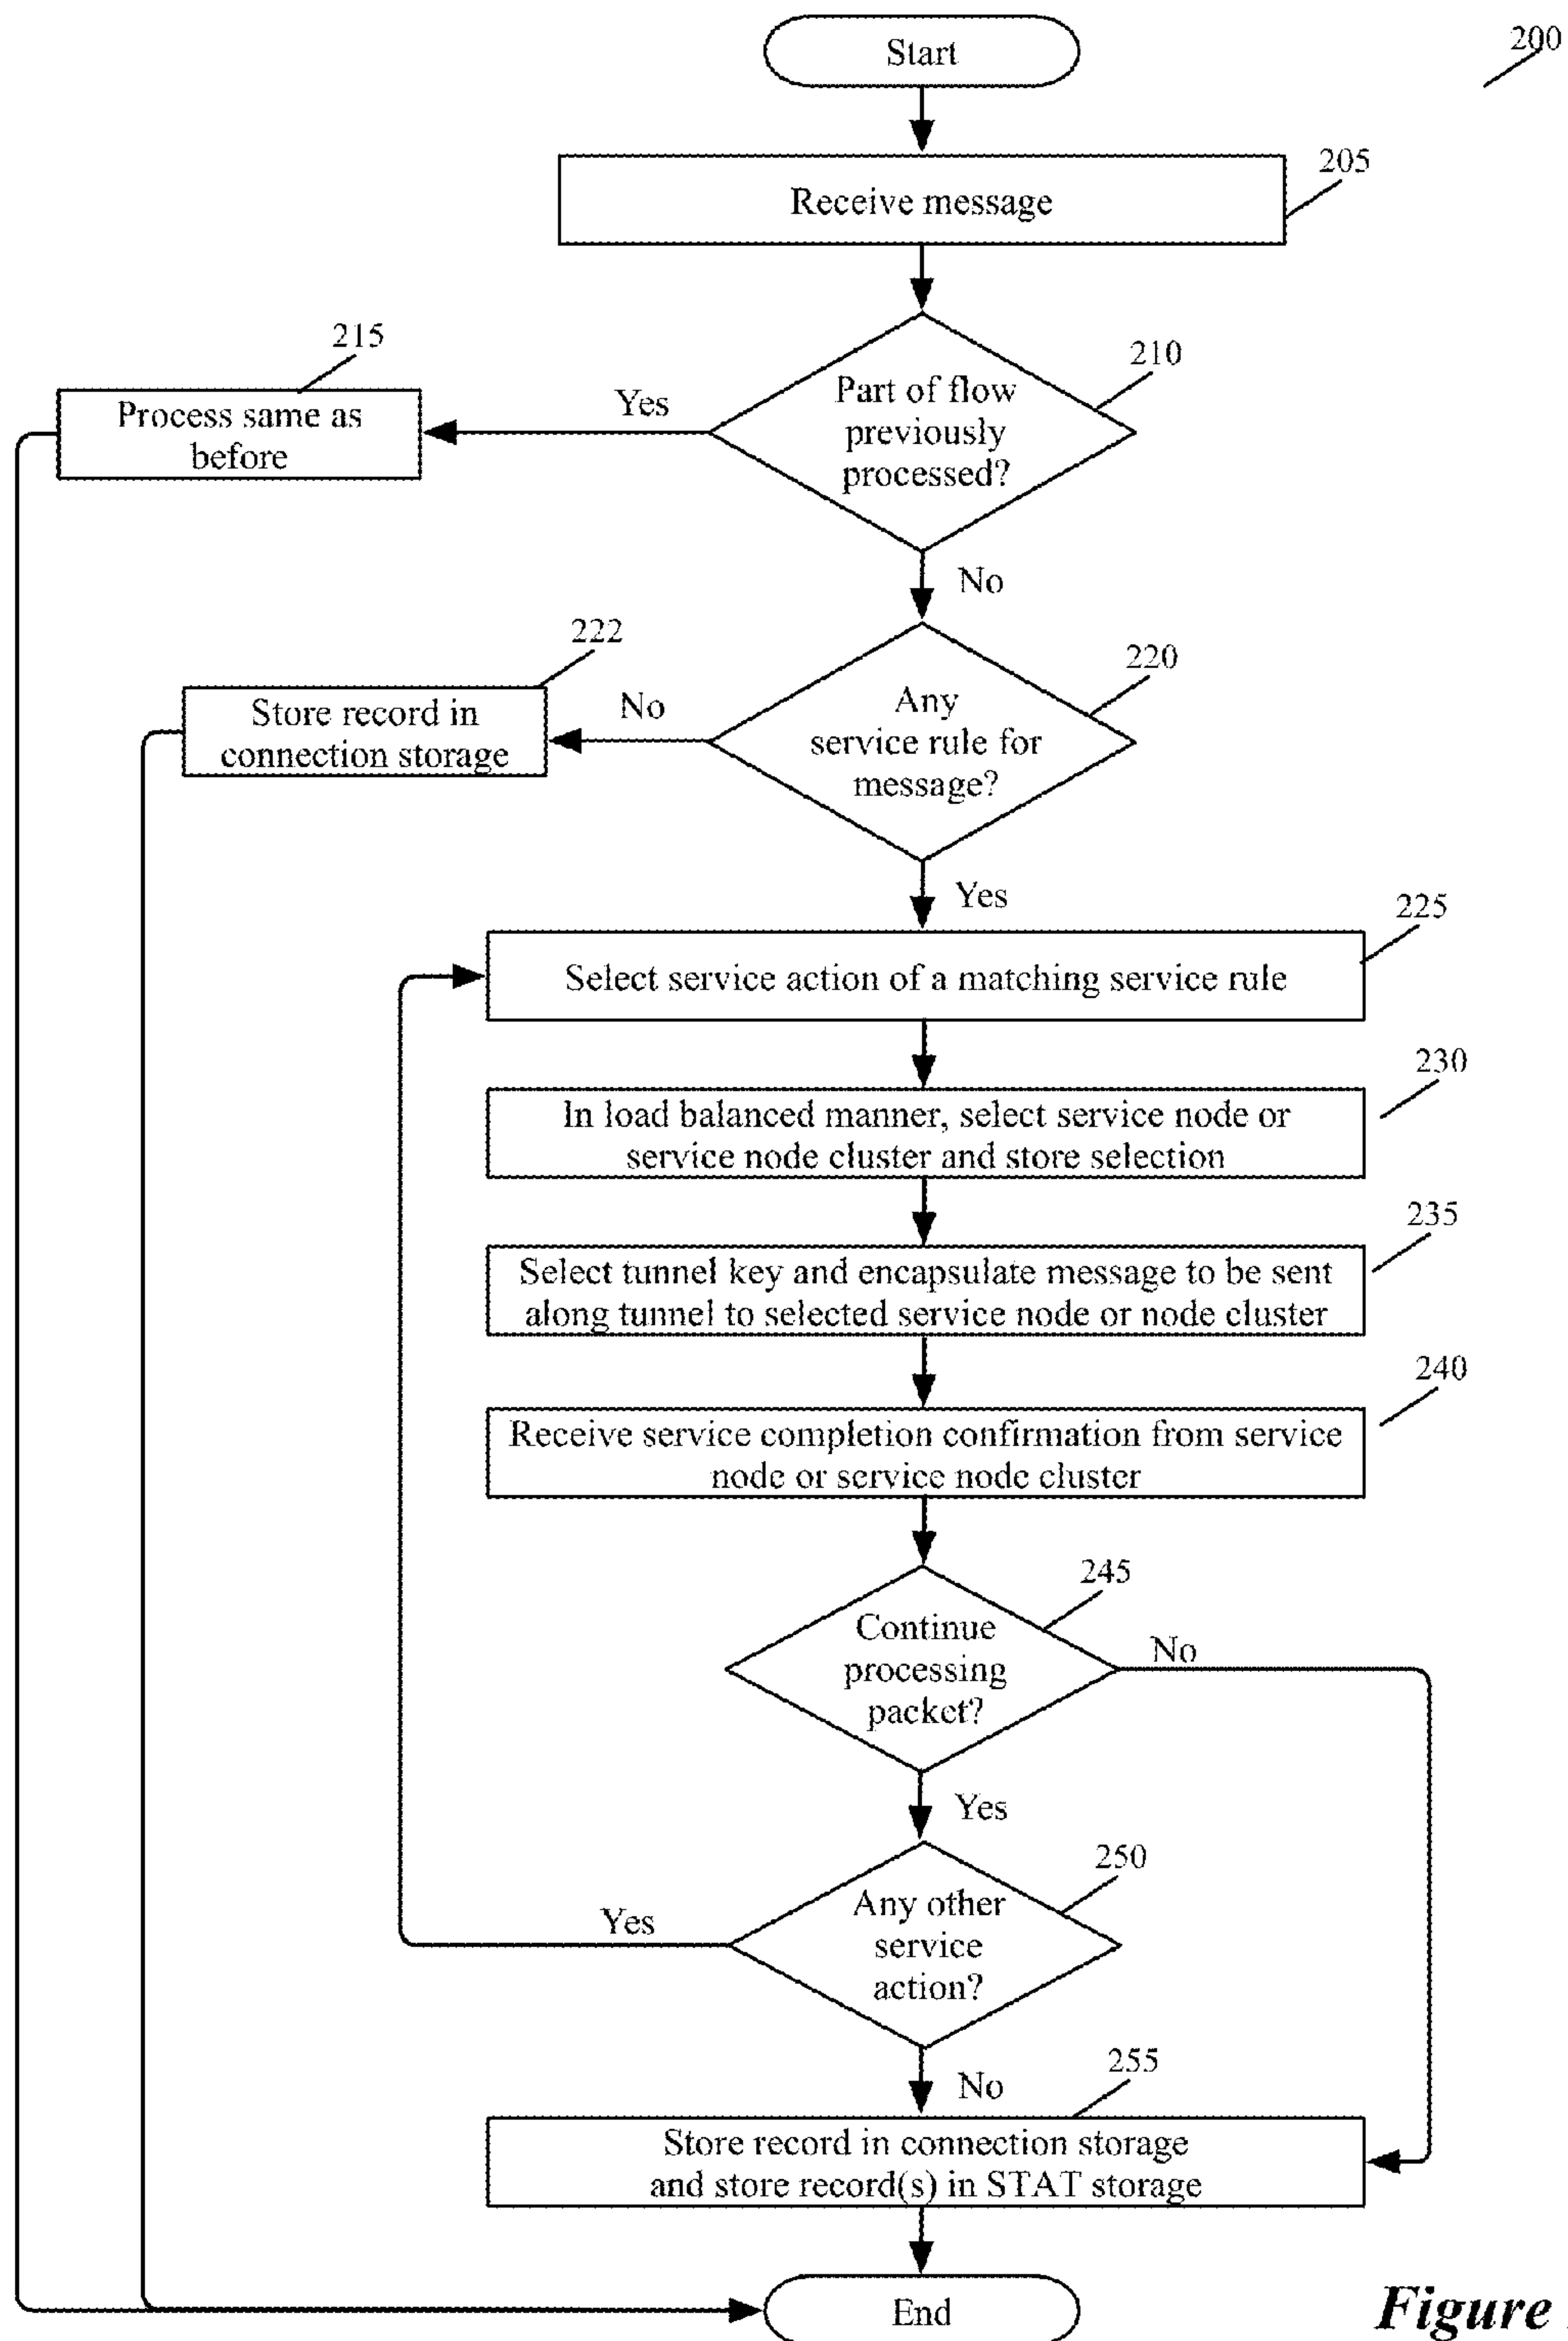 200
Start
205
Receive message
210
Part of flow
previously
processed?
Yes
215
Process same as
before
No
220
Any
service rule for
message?
No
222
Store record in
connection storage
Yes
225
Select service action of a matching service rule
230
In load balanced manner, select service node or
service node cluster and store selection
235
Select tunnel key and encapsulate message to be sent
along tunnel to selected service node or node cluster
240
Receive service completion confirmation from service
node or service node cluster
245
Continue
processing
packet?
No
Yes
250
Any other
service
action?
Yes
No
255
Store record in connection storage
and store record(s) in STAT storage
End
Figure